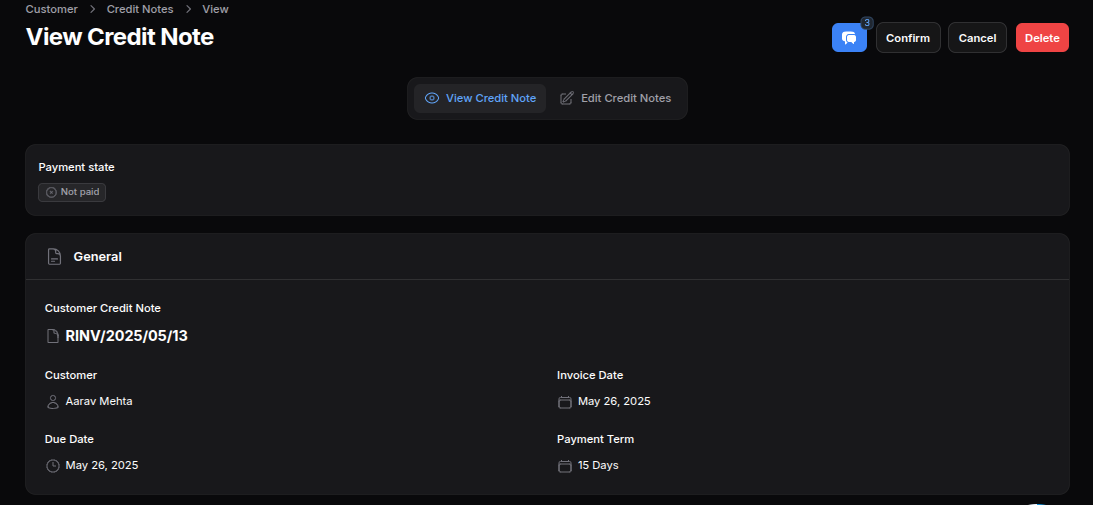 Customer > Credit Notes > View
View Credit Note
3
Confirm
Cancel
Delete
View Credit Note
Edit Credit Notes
Payment state
Not paid
General
Customer Credit Note
RINV/2025/05/13
Customer
Invoice Date
Aarav Mehta
May 26, 2025
Due Date
Payment Term
May 26, 2025
15 Days